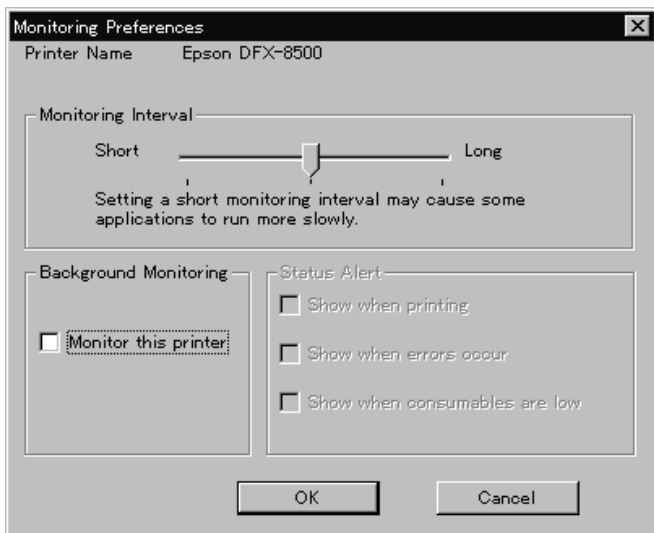 Monitoring Preferences
Printer Name Epson DFX-8500
Monitoring Interval
Short Long
Setting a short monitoring interval may cause some
applications to run more slowly.
Background Monitoring
Monitor this printer
Status Alert
Show when printing
Show when errors occur
Show when consumables are low
OK Cancel